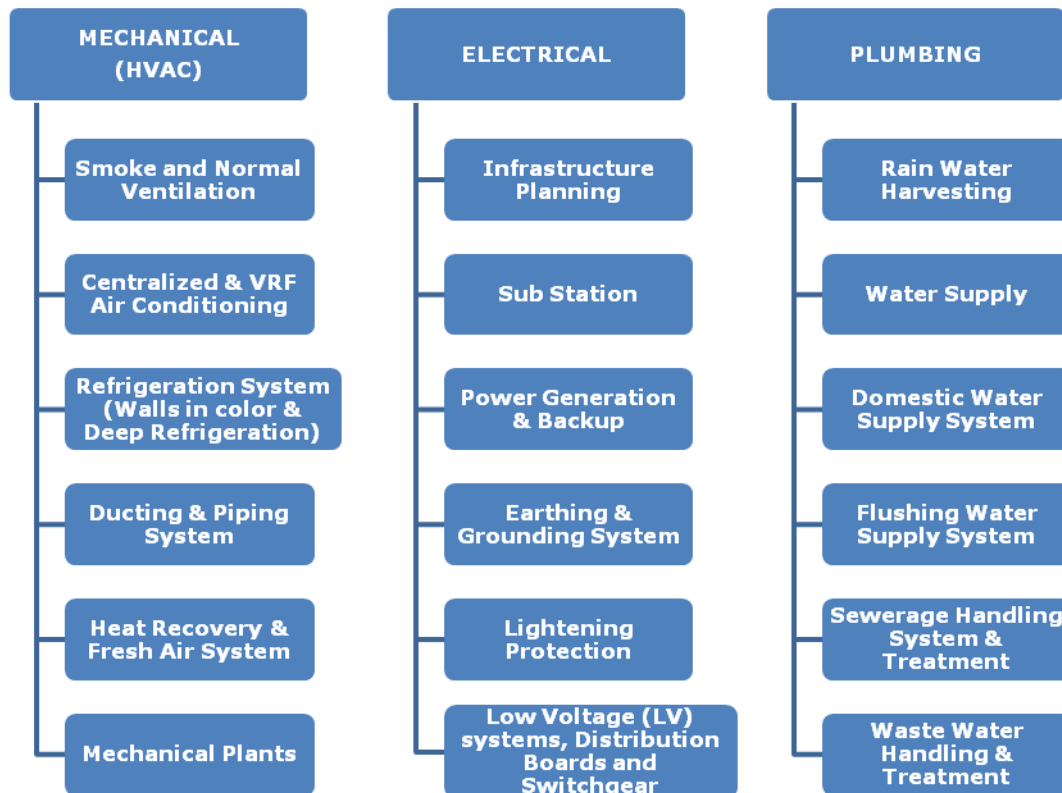 MECHANICAL
(HVAC)
Smoke and Normal
Ventilation
Centralized & VRF
Air Conditioning
Refrigeration System
(Walls in color &
Deep Refrigeration)
Ducting & Piping
System
Heat Recovery &
Fresh Air System
Mechanical Plants
ELECTRICAL
Infrastructure
Planning
Sub Station
Power Generation
& Backup
Earthing &
Grounding System
Lightening
Protection
Low Voltage (LV)
systems, Distribution
Boards and
Switchgear
PLUMBING
Rain Water
Harvesting
Water Supply
Domestic Water
Supply System
Flushing Water
Supply System
Sewerage Handling
System &
Treatment
Waste Water
Handling &
Treatment